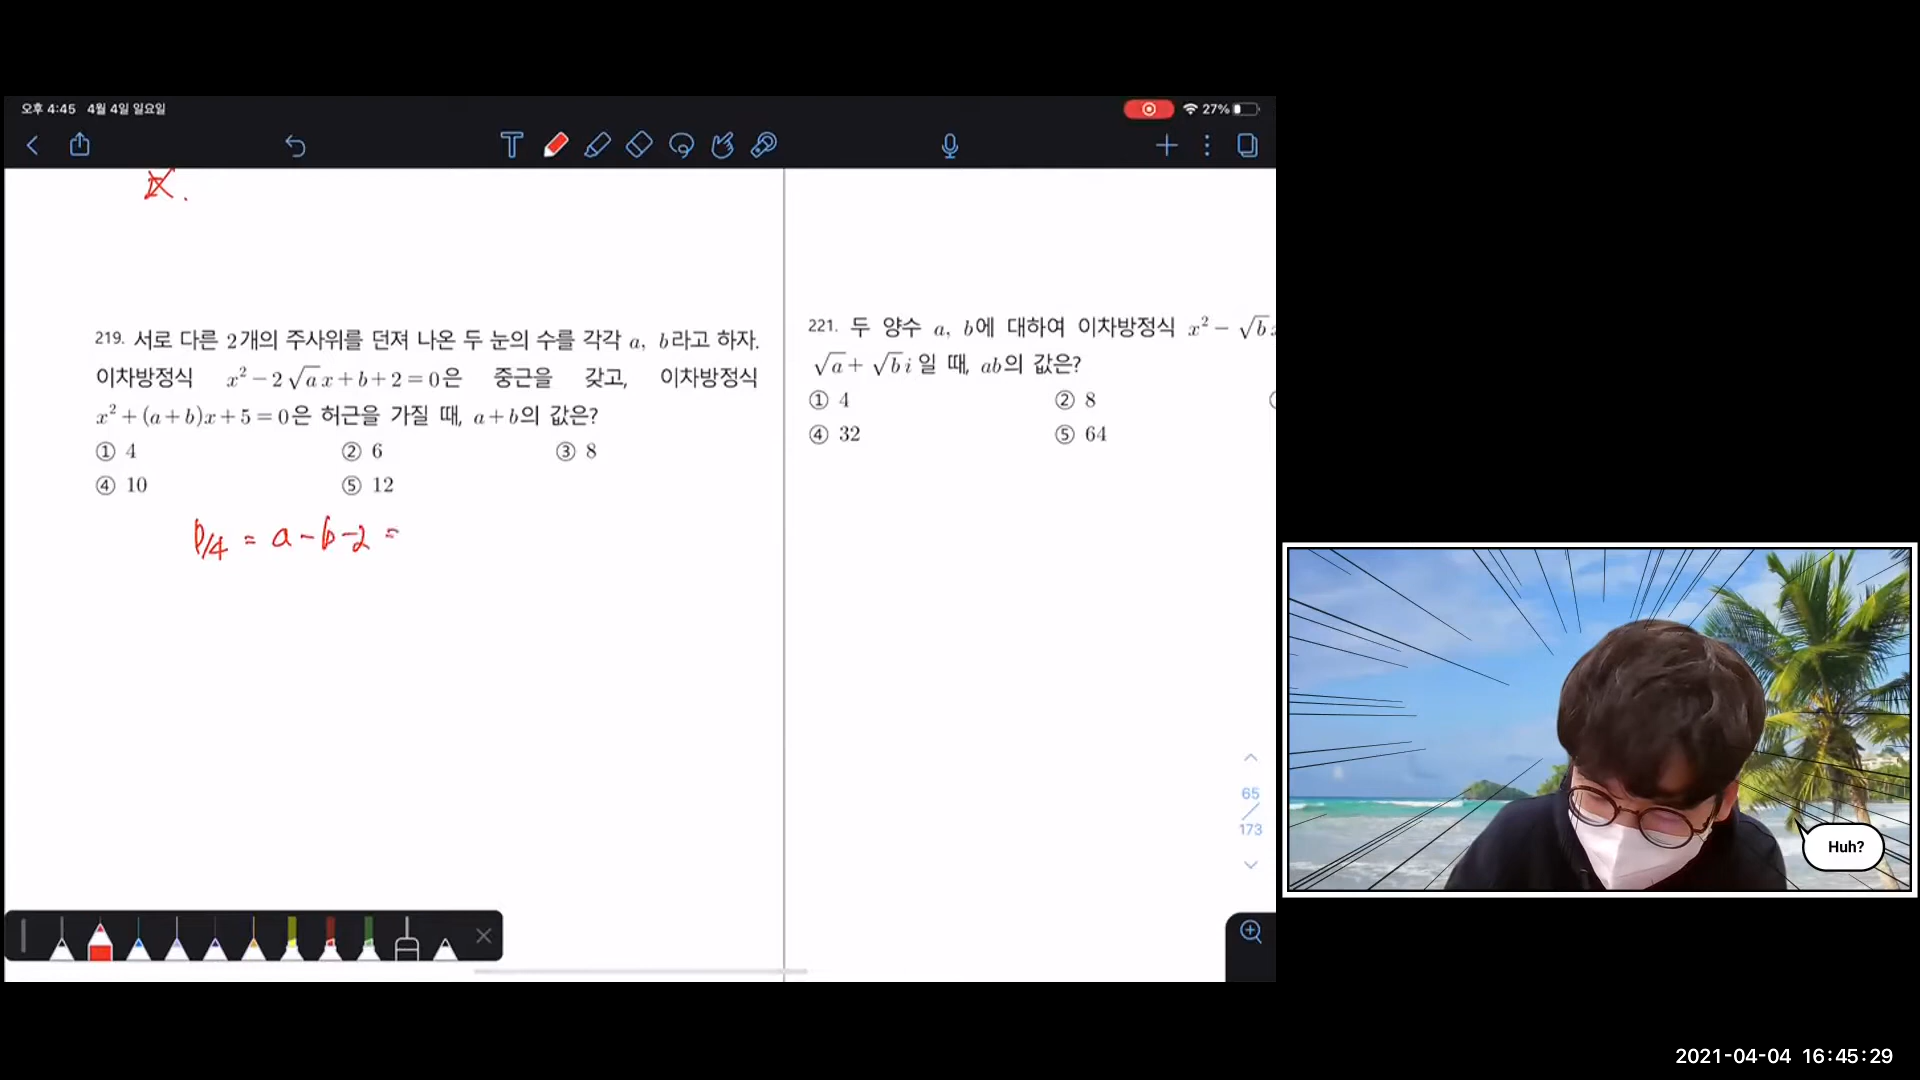 오후 4:45 4월 4일 일요일
27%
219. 서로 다른 2개의 주사위를 던져 나온 두 눈의 수를 각각 a, b라고 하자.
이차방정식 x² − 2√a x + b + 2 = 0은 중근을 갖고, 이차방정식
x² + (a + b)x + 5 = 0은 허근을 가질 때, a + b의 값은?
① 4 ② 6 ③ 8
④ 10 ⑤ 12
D/4 = a - b - 2 =
221. 두 양수 a, b에 대하여 이차방정식 x² − √b
√a + √b i 일 때, ab의 값은?
① 4 ② 8
④ 32 ⑤ 64
65
173
Huh?
2021-04-04 16:45:29